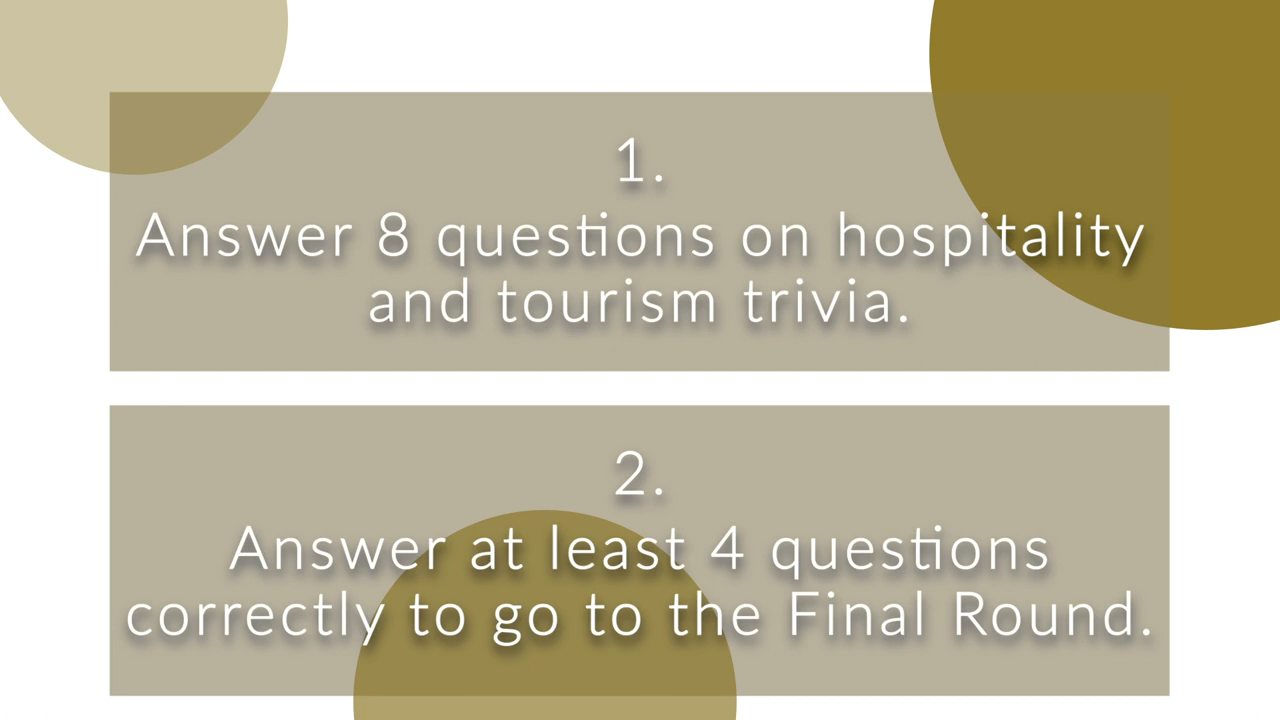 1.
Answer 8 questions on hospitality
and tourism trivia.
2.
Answer at least 4 questions
correctly to go to the Final Round.